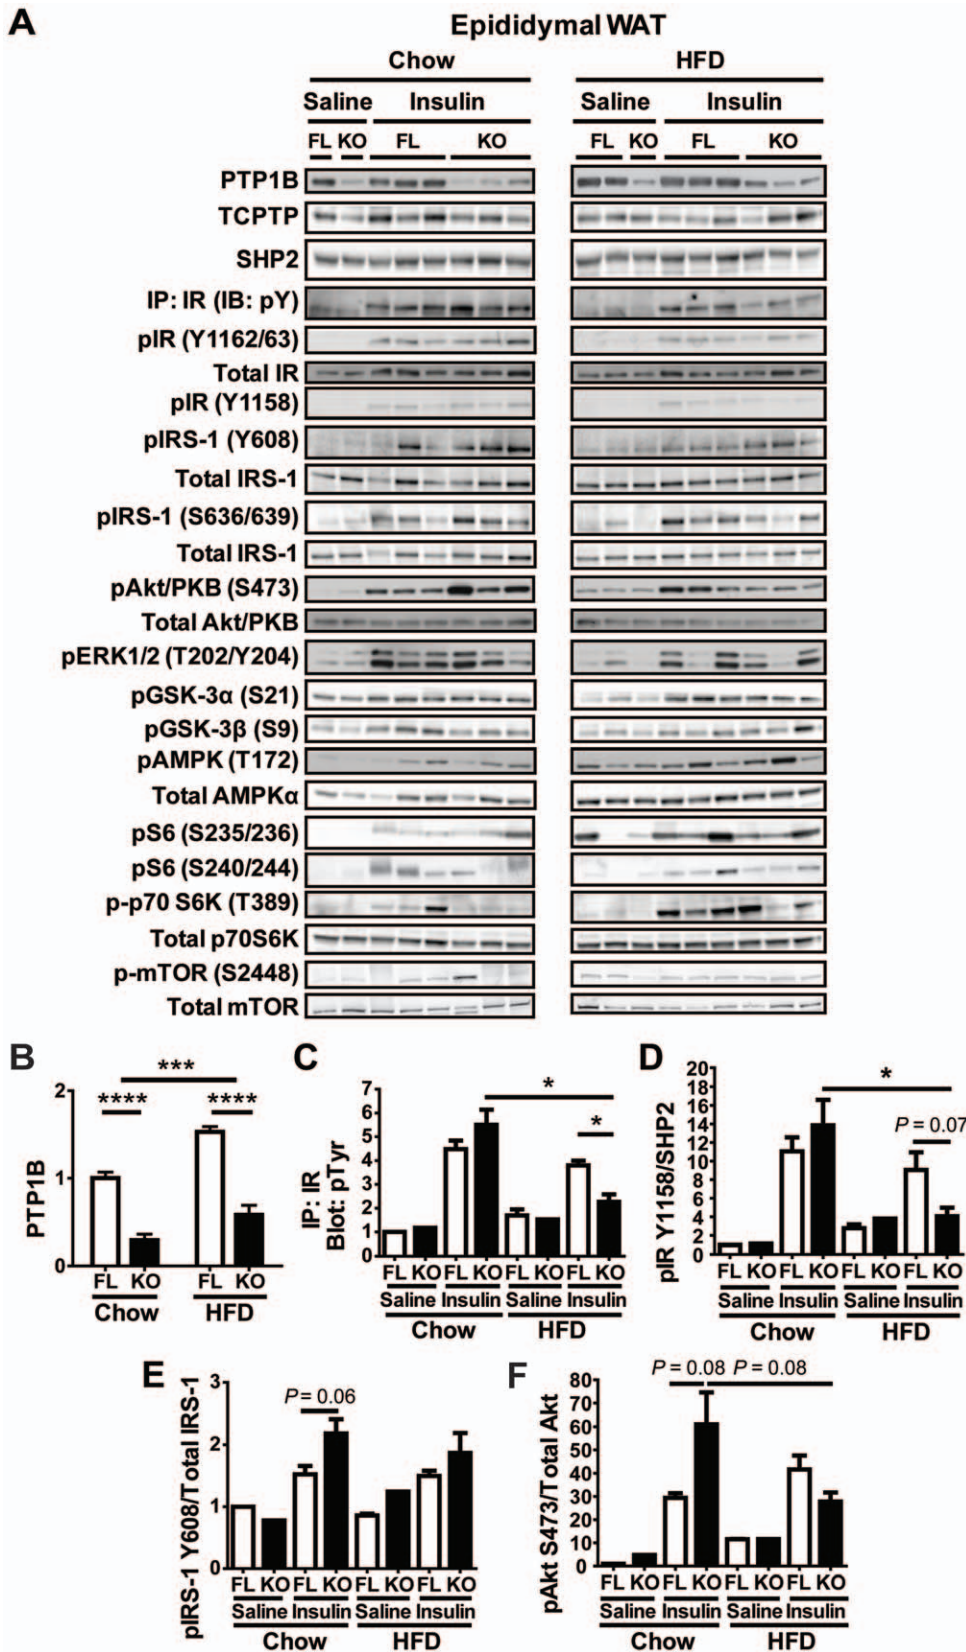 A
Epididymal WAT
Chow HFD
Saline Insulin Saline Insulin
FL KO FL KO FL KO FL KO
PTP1B
TCPTP
SHP2
IP: IR (IB: pY)
pIR (Y1162/63)
Total IR
pIR (Y1158)
pIRS-1 (Y608)
Total IRS-1
pIRS-1 (S636/639)
Total IRS-1
pAkt/PKB (S473)
Total Akt/PKB
pERK1/2 (T202/Y204)
pGSK-3α (S21)
pGSK-3β (S9)
pAMPK (T172)
Total AMPKα
pS6 (S235/236)
pS6 (S240/244)
p-p70 S6K (T389)
Total p70S6K
p-mTOR (S2448)
Total mTOR
B
PTP1B
2
1
0
***
**** ****
FL KO FL KO
Chow HFD
C
IP: IR
Blot: pTyr
7
6
5
4
3
2
1
0
*
*
FL KO FL KO FL KO FL KO
Saline Insulin Saline Insulin
Chow HFD
D
pIR Y1158/SHP2
20
18
16
14
12
10
8
6
4
2
0
*
P = 0.07
FL KO FL KO FL KO FL KO
Saline Insulin Saline Insulin
Chow HFD
E
pIRS-1 Y608/Total IRS-1
3
2
1
0
P = 0.06
FL KO FL KO FL KO FL KO
Saline Insulin Saline Insulin
Chow HFD
F
pAkt S473/Total Akt
80
70
60
50
40
30
20
10
0
P = 0.08 P = 0.08
FL KO FL KO FL KO FL KO
Saline Insulin Saline Insulin
Chow HFD